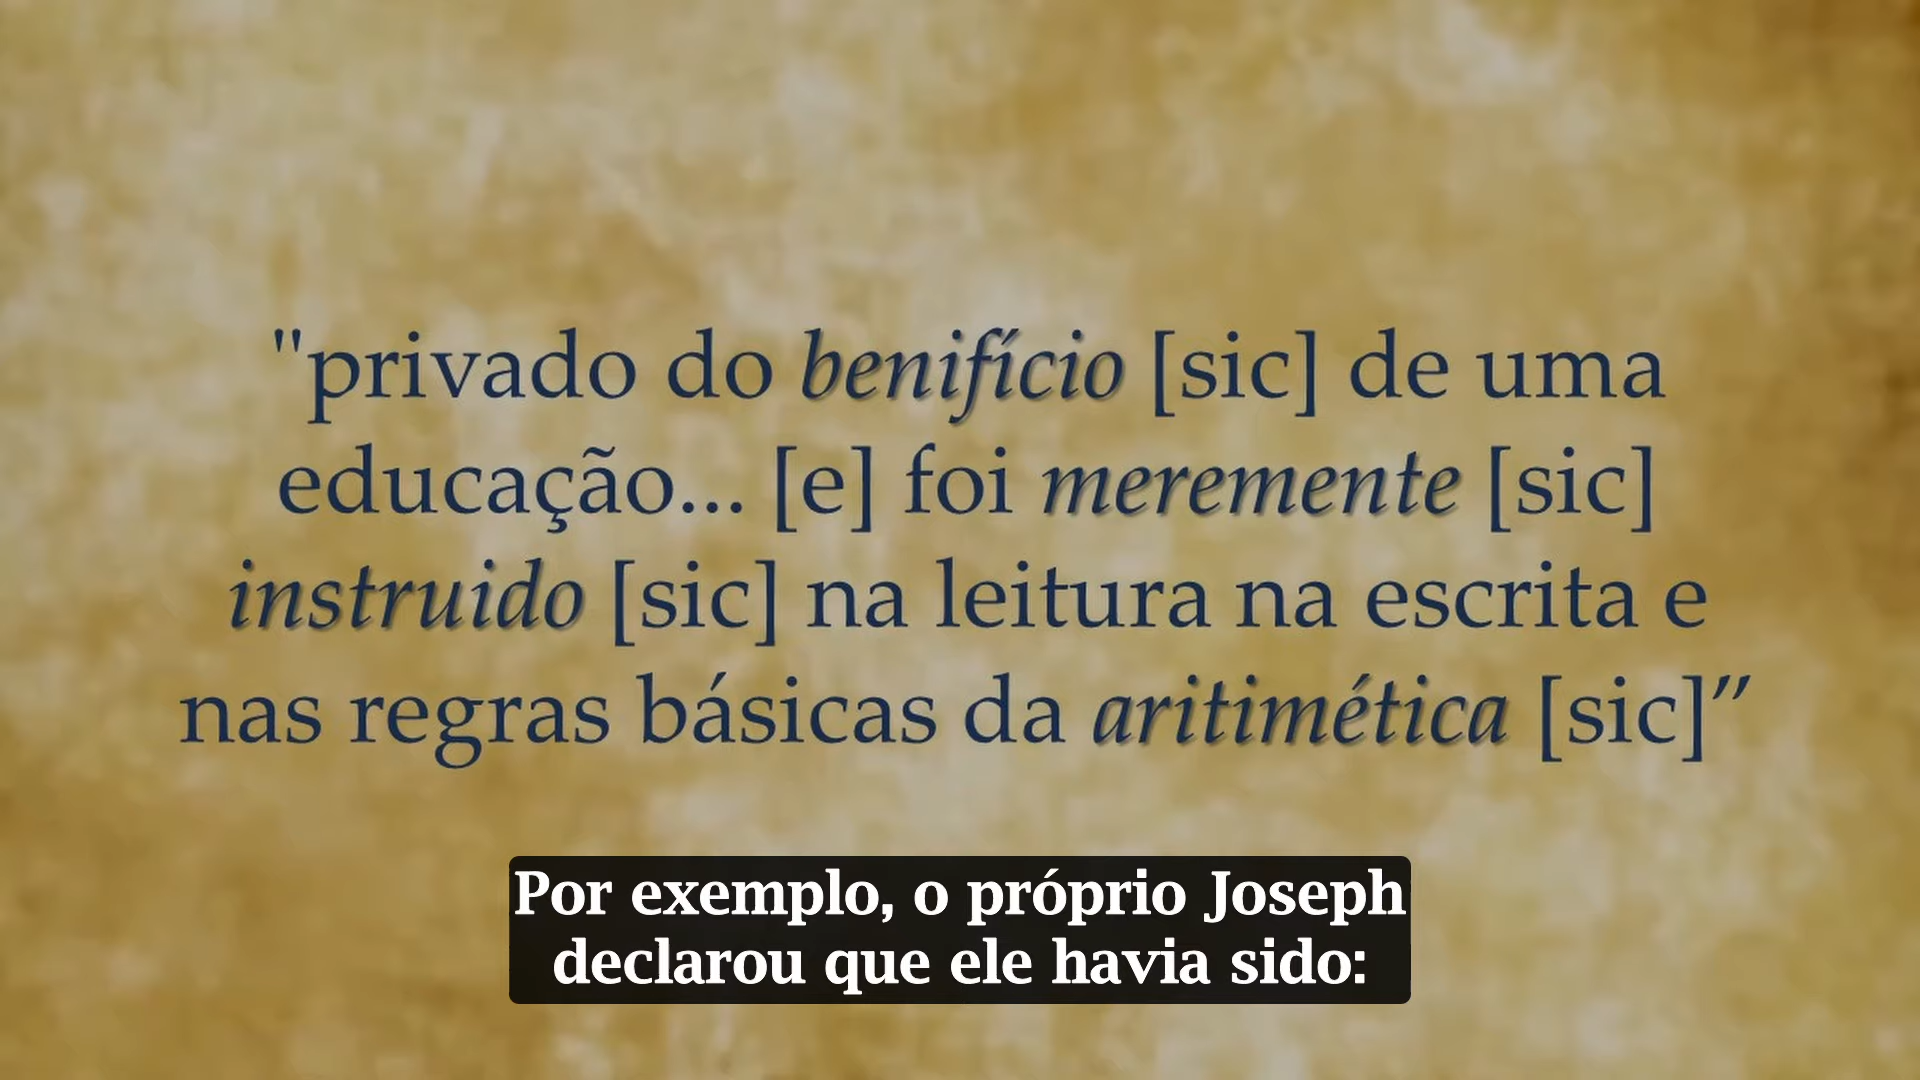 "privado do benifício [sic] de uma
educação... [e] foi meremente [sic]
instruido [sic] na leitura na escrita e
nas regras básicas da aritimética [sic]”
Por exemplo, o próprio Joseph
declarou que ele havia sido: